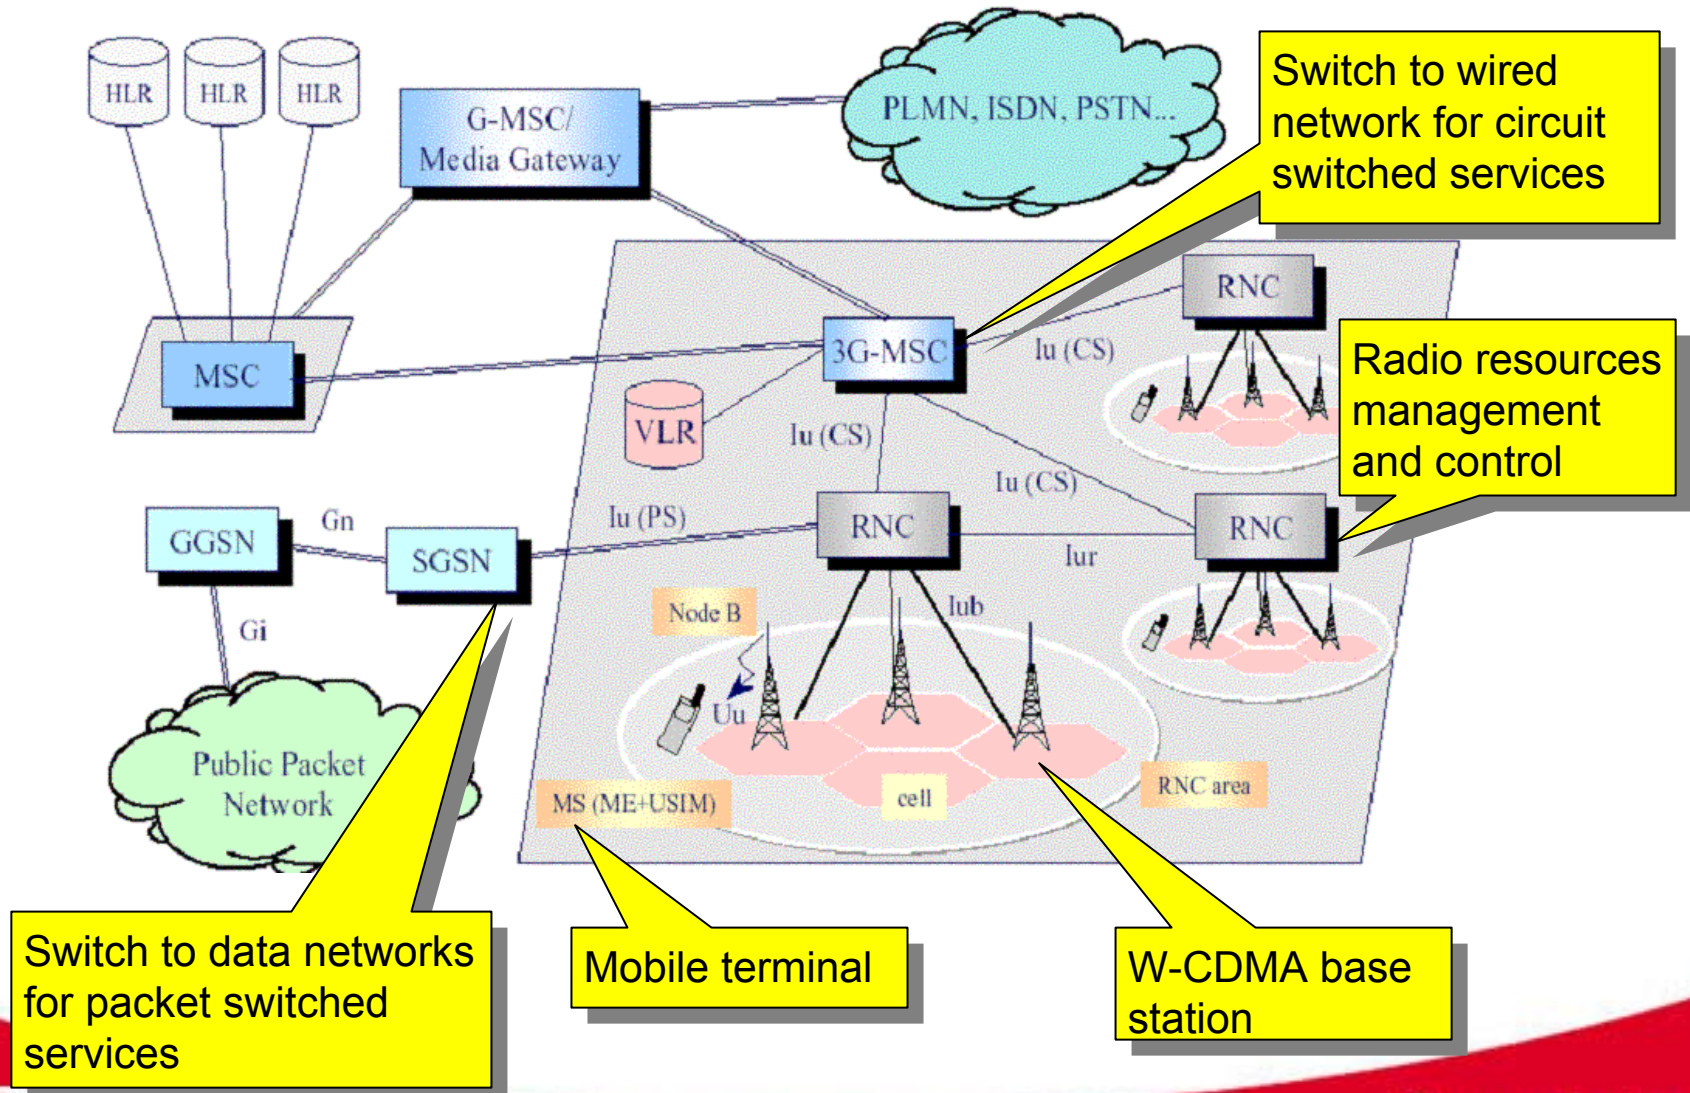 HLR
HLR
HLR
G-MSC/
Media Gateway
PLMN, ISDN, PSTN...
Switch to wired
network for circuit
switched services
RNC
MSC
3G-MSC
Iu (CS)
Radio resources
management
and control
VLR
Iu (CS)
Iu (CS)
GGSN
Gn
SGSN
Iu (PS)
RNC
Iur
RNC
Gi
Node B
Iub
Uu
Public Packet
Network
MS (ME+USIM)
cell
RNC area
Switch to data networks
for packet switched
services
Mobile terminal
W-CDMA base
station